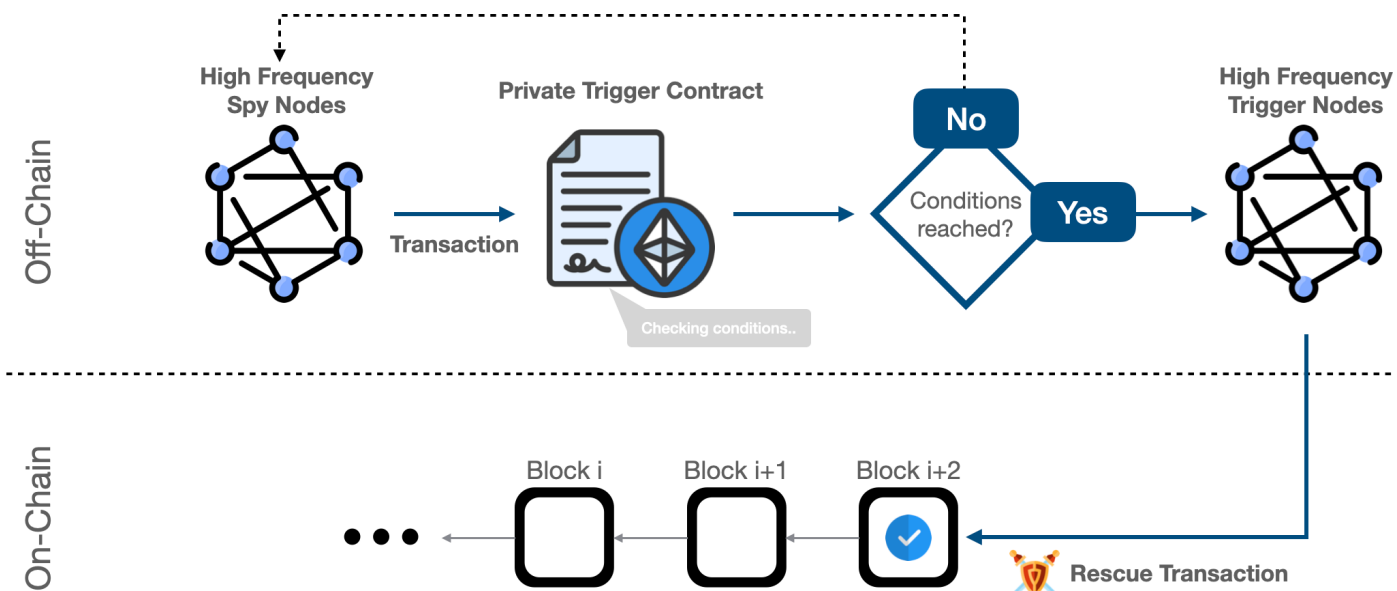 High Frequency
Spy Nodes
Private Trigger Contract
No
High Frequency
Trigger Nodes
Off-Chain
Transaction
Conditions
reached?
Yes
Checking conditions..
On-Chain
Block i
Block i+1
Block i+2
Rescue Transaction